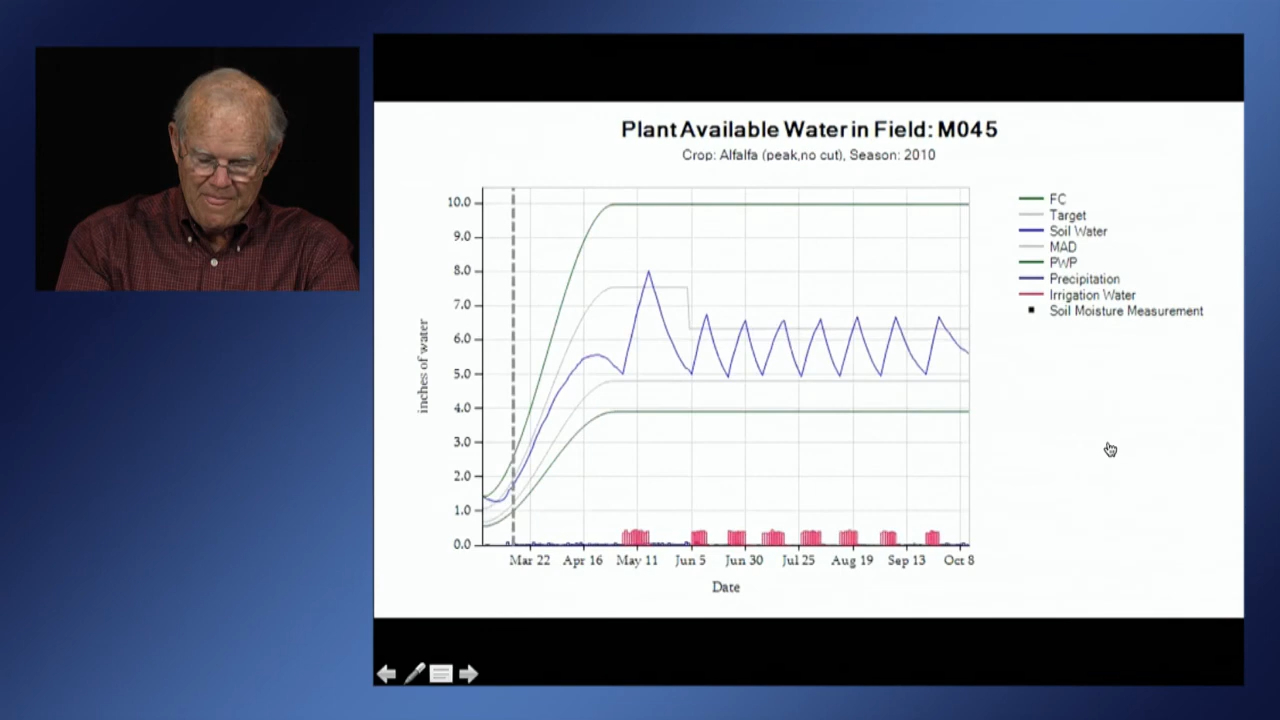 Plant Available Water in Field: M045
Crop: Alfalfa (peak,no cut), Season: 2010
10.0
9.0
8.0
7.0
6.0
5.0
4.0
3.0
2.0
1.0
0.0
inches of water
Mar 22 Apr 16 May 11 Jun 5 Jun 30 Jul 25 Aug 19 Sep 13 Oct 8
Date
FC
Target
Soil Water
MAD
PWP
Precipitation
Irrigation Water
Soil Moisture Measurement